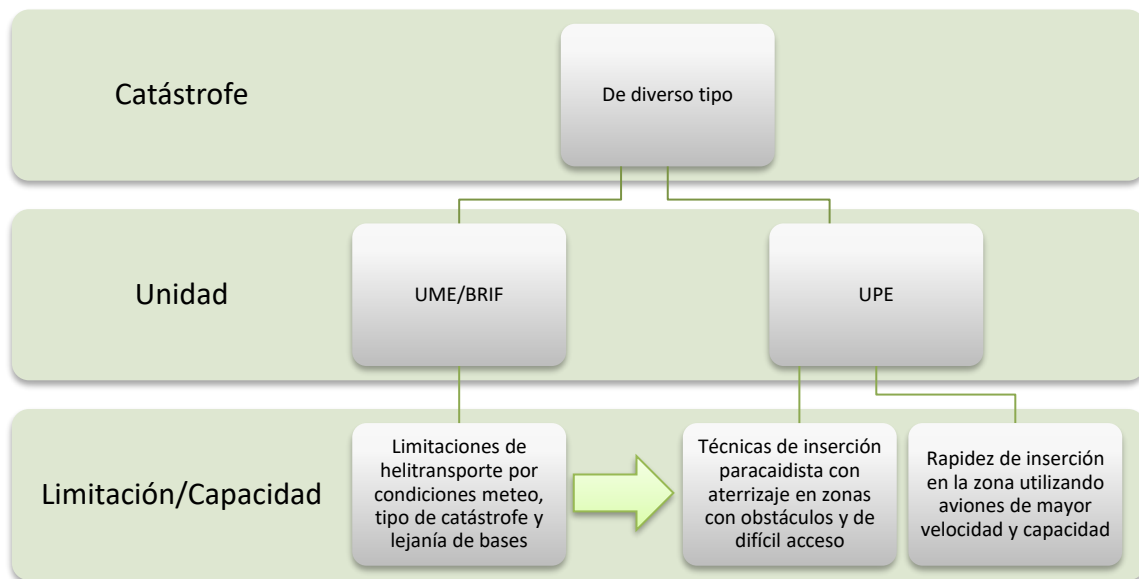 Catástrofe
De diverso tipo
Unidad
UME/BRIF
UPE
Limitación/Capacidad
Limitaciones de
helitransporte por
condiciones meteo,
tipo de catástrofe y
lejanía de bases
Técnicas de inserción
paracaidista con
aterrizaje en zonas
con obstáculos y de
difícil acceso
Rapidez de inserción
en la zona utilizando
aviones de mayor
velocidad y capacidad